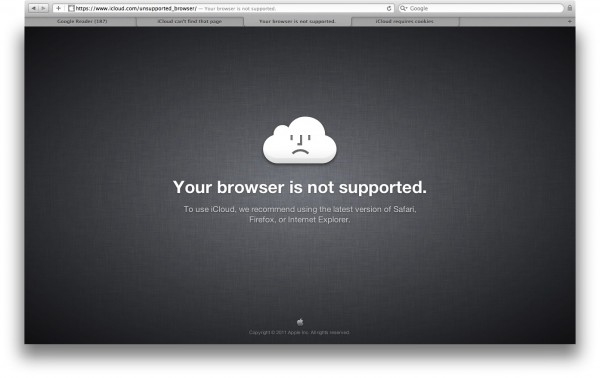 https://www.icloud.com/unsupported_browser/ — Your browser is not supported.
Google
Google Reader (187)
iCloud can't find that page
Your browser is not supported.
iCloud requires cookies
Your browser is not supported.
To use iCloud, we recommend using the latest version of Safari,
Firefox, or Internet Explorer.
Copyright © 2011 Apple Inc. All rights reserved.